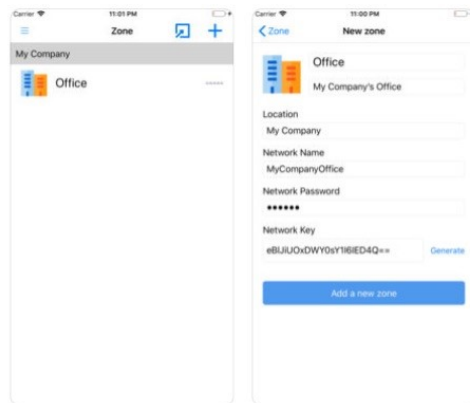 Carrier
11:01 PM
Zone
My Company
Office
Carrier
11:00 PM
Zone
New zone
Office
My Company's Office
Location
My Company
Network Name
MyCompanyOffice
Network Password
••••••
Network Key
Generate
Add a new zone